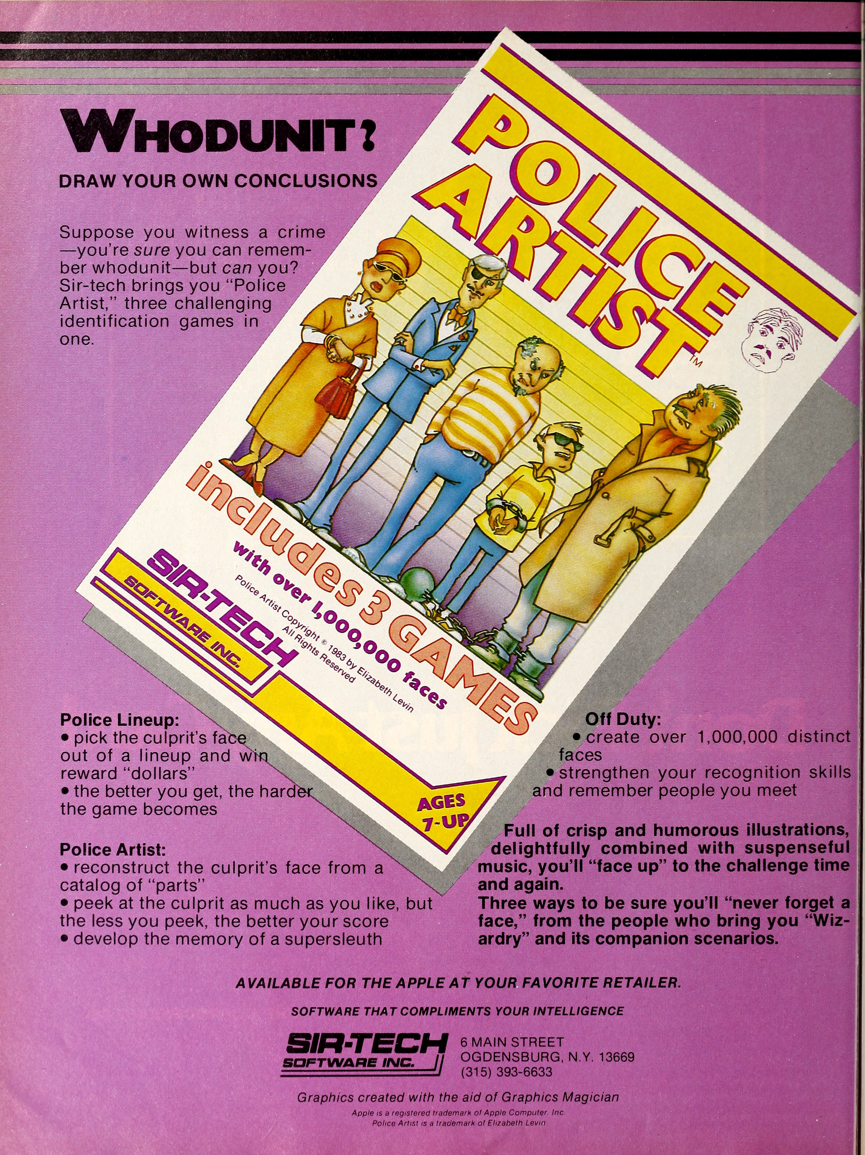 WHODUNIT?
DRAW YOUR OWN CONCLUSIONS
Suppose you witness a crime
—you're sure you can remem-
ber whodunit—but can you?
Sir-tech brings you "Police
Artist," three challenging
identification games in
one.
POLICE
ARTIST™
includes 3 GAMES
with over 1,000,000 faces
Police Artist Copyright © 1983 by Elizabeth Levin
All Rights Reserved
SIR-TECH
SOFTWARE INC.
AGES
7-UP
Police Lineup:
• pick the culprit's face
out of a lineup and win
reward "dollars"
• the better you get, the harder
the game becomes
Police Artist:
• reconstruct the culprit's face from a
catalog of "parts"
• peek at the culprit as much as you like, but
the less you peek, the better your score
• develop the memory of a supersleuth
Off Duty:
• create over 1,000,000 distinct
faces
• strengthen your recognition skills
and remember people you meet
Full of crisp and humorous illustrations,
delightfully combined with suspenseful
music, you'll "face up" to the challenge time
and again.
Three ways to be sure you'll "never forget a
face," from the people who bring you "Wiz-
ardry" and its companion scenarios.
AVAILABLE FOR THE APPLE AT YOUR FAVORITE RETAILER.
SOFTWARE THAT COMPLIMENTS YOUR INTELLIGENCE
SIR-TECH
SOFTWARE INC.
6 MAIN STREET
OGDENSBURG, N.Y. 13669
(315) 393-6633
Graphics created with the aid of Graphics Magician
Apple is a registered trademark of Apple Computer, Inc.
Police Artist is a trademark of Elizabeth Levin